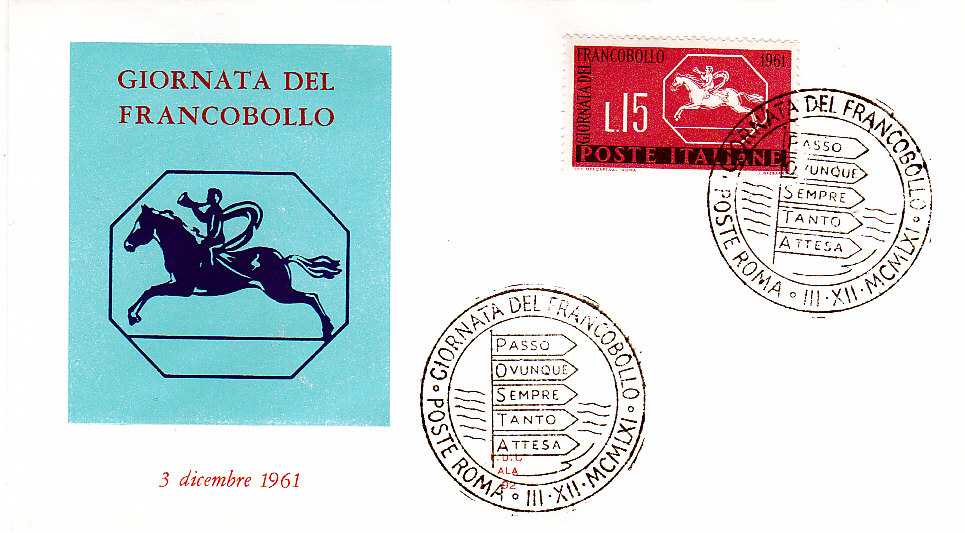 GIORNATA DEL
FRANCOBOLLO
3 dicembre 1961
GIORNATA DEL
FRANCOBOLLO
1961
L.15
POSTE ITALIANE
GIORNATA DEL FRANCOBOLLO
PASSO
OVUNQUE
SEMPRE
TANTO
ATTESA
POSTE ROMA • III • XII • MCMLXI •
GIORNATA DEL FRANCOBOLLO
PASSO
OVUNQUE
SEMPRE
TANTO
ATTESA
F.D.C
ALA
92
POSTE ROMA • III • XII • MCMLXI •